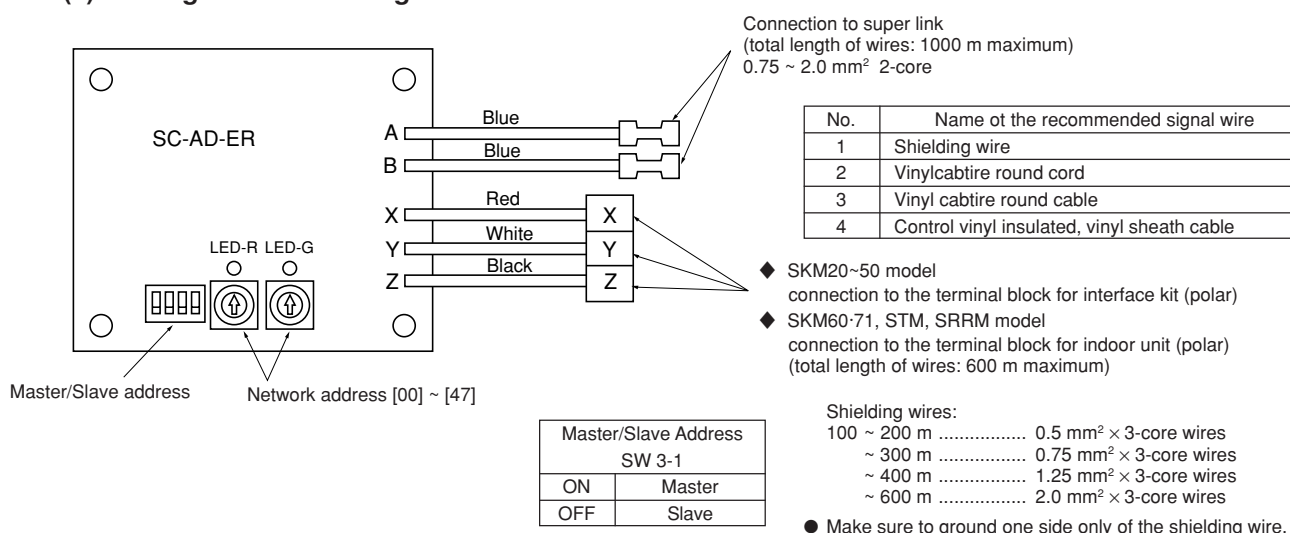 Connection to super link
(total length of wires: 1000 m maximum)
0.75 ~ 2.0 mm² 2-core
SC-AD-ER
A
Blue
B
Blue
X
Red
X
Y
White
Y
Z
Black
Z
LED-R LED-G
Master/Slave address
Network address [00] ~ [47]
No. Name ot the recommended signal wire
1 Shielding wire
2 Vinylcabtire round cord
3 Vinyl cabtire round cable
4 Control vinyl insulated, vinyl sheath cable
◆ SKM20~50 model
connection to the terminal block for interface kit (polar)
◆ SKM60·71, STM, SRRM model
connection to the terminal block for indoor unit (polar)
(total length of wires: 600 m maximum)
Master/Slave Address
SW 3-1
ON Master
OFF Slave
Shielding wires:
100 ~ 200 m ................. 0.5 mm² × 3-core wires
~ 300 m ................. 0.75 mm² × 3-core wires
~ 400 m ................. 1.25 mm² × 3-core wires
~ 600 m ................. 2.0 mm² × 3-core wires
● Make sure to ground one side only of the shielding wire.